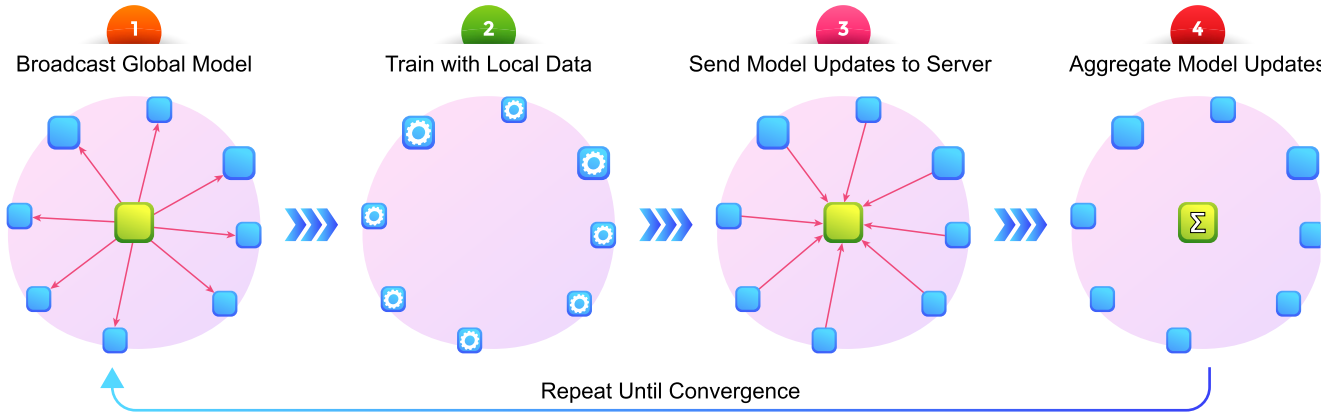 1
2
3
4
Broadcast Global Model
Train with Local Data
Send Model Updates to Server
Aggregate Model Updates
Σ
Repeat Until Convergence